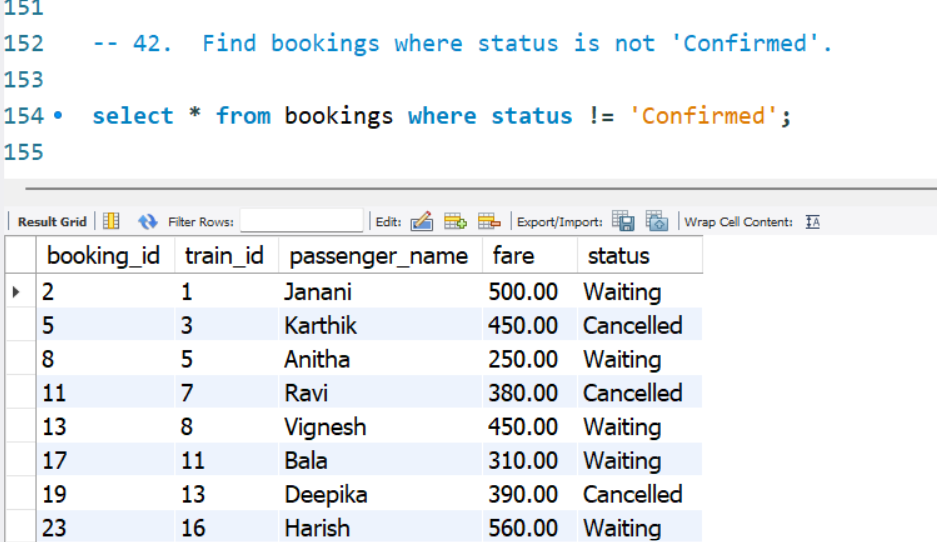 151
152 -- 42.  Find bookings where status is not 'Confirmed'.
153
154 select * from bookings where status != 'Confirmed';
155
Result Grid Filter Rows: Edit: Export/Import: Wrap Cell Content: IA
booking_id train_id passenger_name fare status
2 1 Janani 500.00 Waiting
5 3 Karthik 450.00 Cancelled
8 5 Anitha 250.00 Waiting
11 7 Ravi 380.00 Cancelled
13 8 Vignesh 450.00 Waiting
17 11 Bala 310.00 Waiting
19 13 Deepika 390.00 Cancelled
23 16 Harish 560.00 Waiting